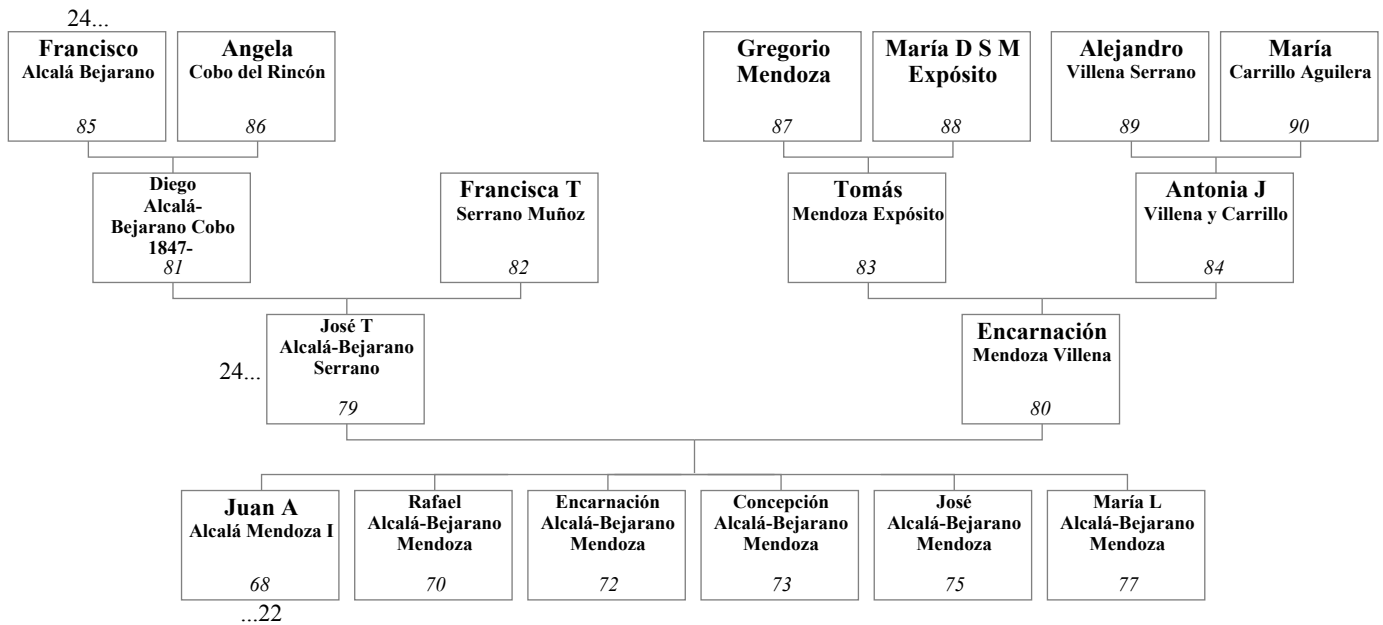 24...
Francisco
Alcalá Bejarano
85
Angela
Cobo del Rincón
86
Gregorio
Mendoza
87
María D S M
Expósito
88
Alejandro
Villena Serrano
89
María
Carrillo Aguilera
90
Diego
Alcalá-
Bejarano Cobo
1847-
81
Francisca T
Serrano Muñoz
82
Tomás
Mendoza Expósito
83
Antonia J
Villena y Carrillo
84
24...
José T
Alcalá-Bejarano
Serrano
79
Encarnación
Mendoza Villena
80
Juan A
Alcalá Mendoza I
68
Rafael
Alcalá-Bejarano
Mendoza
70
Encarnación
Alcalá-Bejarano
Mendoza
72
Concepción
Alcalá-Bejarano
Mendoza
73
José
Alcalá-Bejarano
Mendoza
75
María L
Alcalá-Bejarano
Mendoza
77
...22